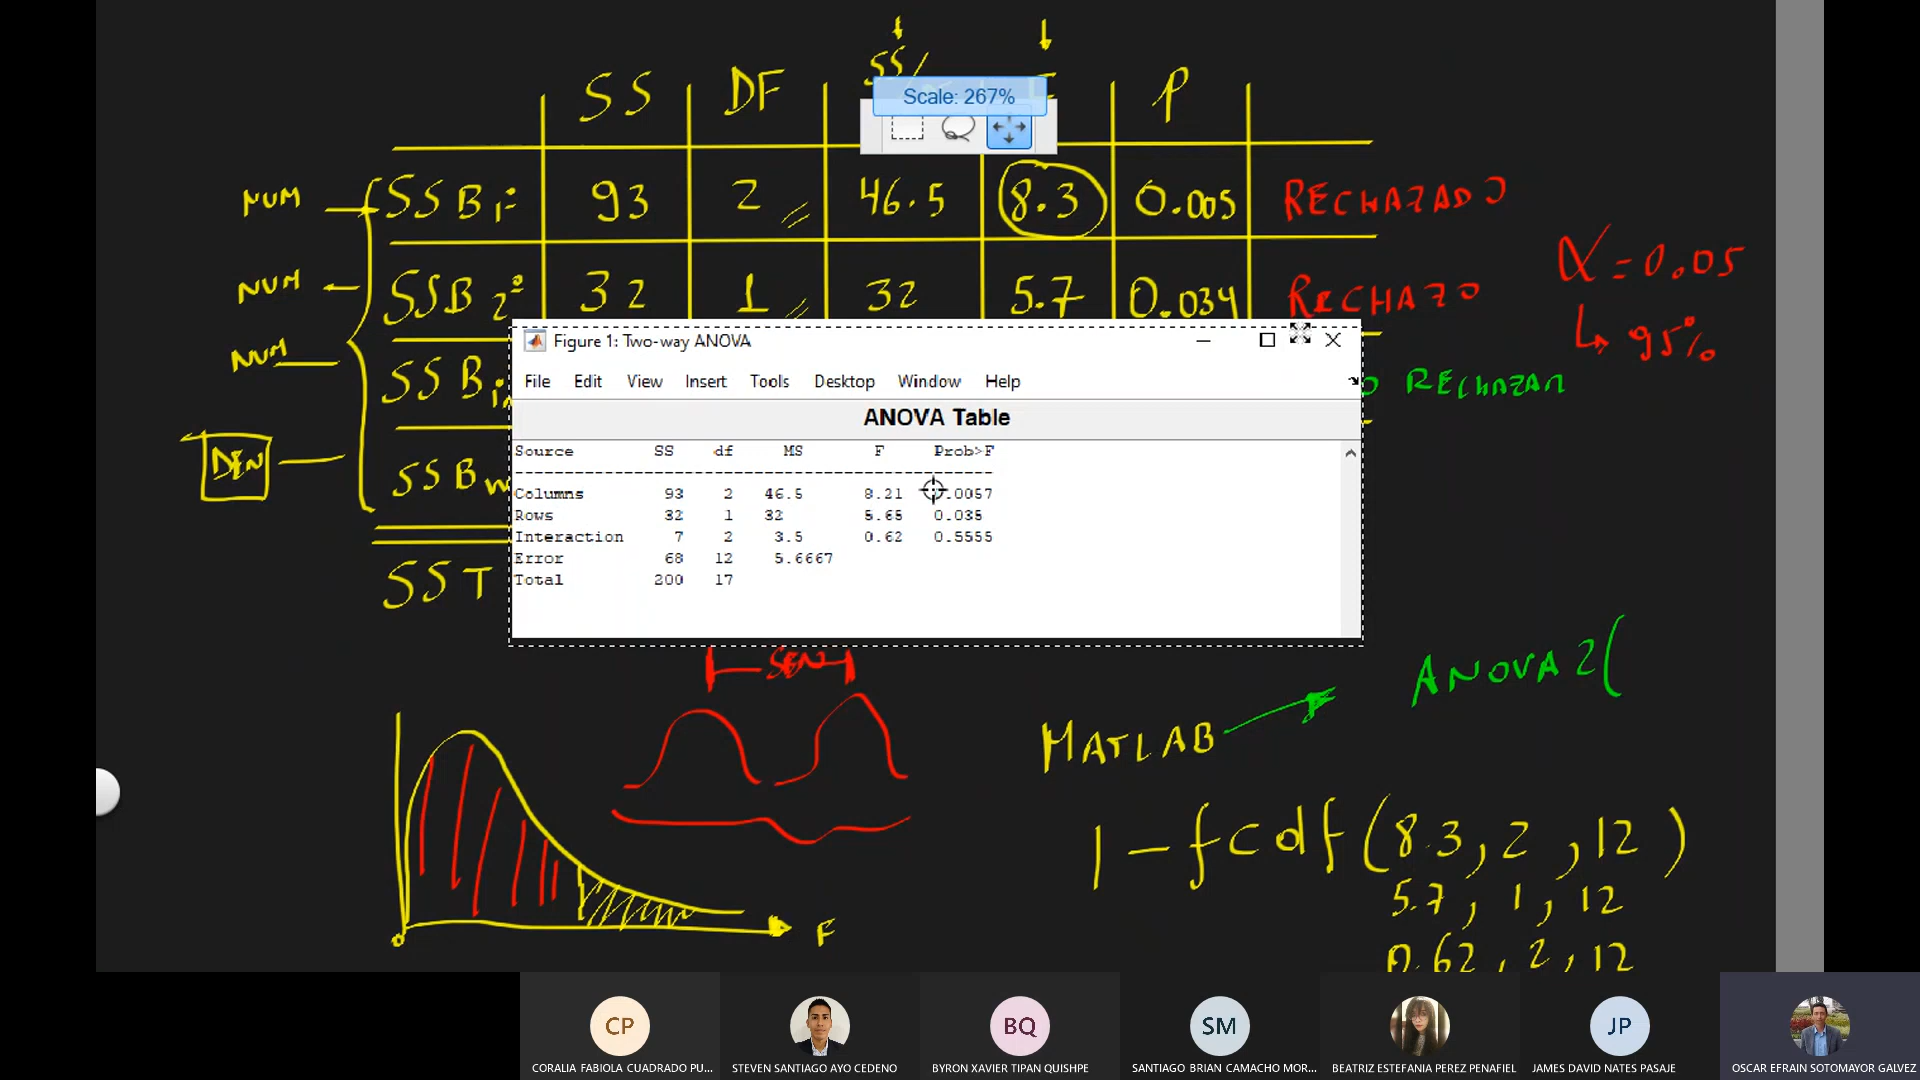 SS DF SS/ P
Scale: 267%
NUM SSB 1º 93 2 46.5 8.3 0.005 RECHAZADO
NUM SSB 2º 32 1 32 5.7 0.034 RECHAZO
α = 0.05
↳ 95%
NUM SSB
O RECHAZAR
DEN SSB
SST
Figure 1: Two-way ANOVA
File Edit View Insert Tools Desktop Window Help
ANOVA Table
Source SS df MS F Prob>F
Columns 93 2 46.5 8.21 0.0057
Rows 32 1 32 5.65 0.035
Interaction 7 2 3.5 0.62 0.5555
Error 68 12 5.6667
Total 200 17
ANOVA2(
MATLAB
1 - fcdf(8.3, 2, 12)
5.7, 1, 12
0.62, 2, 12
F
CP
BQ
SM
JP
CORALIA FABIOLA CUADRADO PU...
STEVEN SANTIAGO AYO CEDENO
BYRON XAVIER TIPAN QUISHPE
SANTIAGO BRIAN CAMACHO MOR...
BEATRIZ ESTEFANIA PEREZ PENAFIEL
JAMES DAVID NATES PASAJE
OSCAR EFRAIN SOTOMAYOR GALVEZ